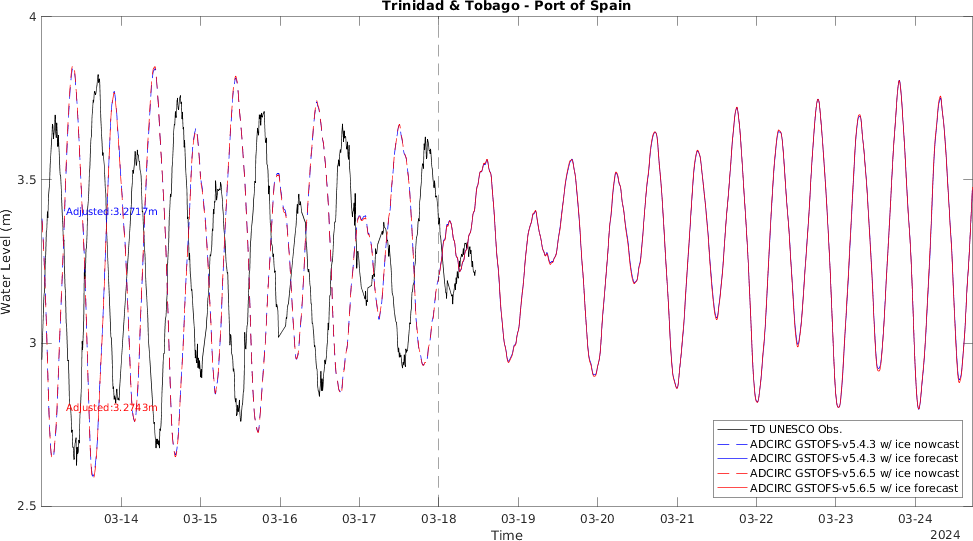 Trinidad & Tobago - Port of Spain
4
3.5
3
2.5
Water Level (m)
Adjusted:3.2717m
Adjusted:3.2743m
TD UNESCO Obs.
ADCIRC GSTOFS-v5.4.3 w/ ice nowcast
ADCIRC GSTOFS-v5.4.3 w/ ice forecast
ADCIRC GSTOFS-v5.6.5 w/ ice nowcast
ADCIRC GSTOFS-v5.6.5 w/ ice forecast
03-14 03-15 03-16 03-17 03-18 03-19 03-20 03-21 03-22 03-23 03-24
Time
2024